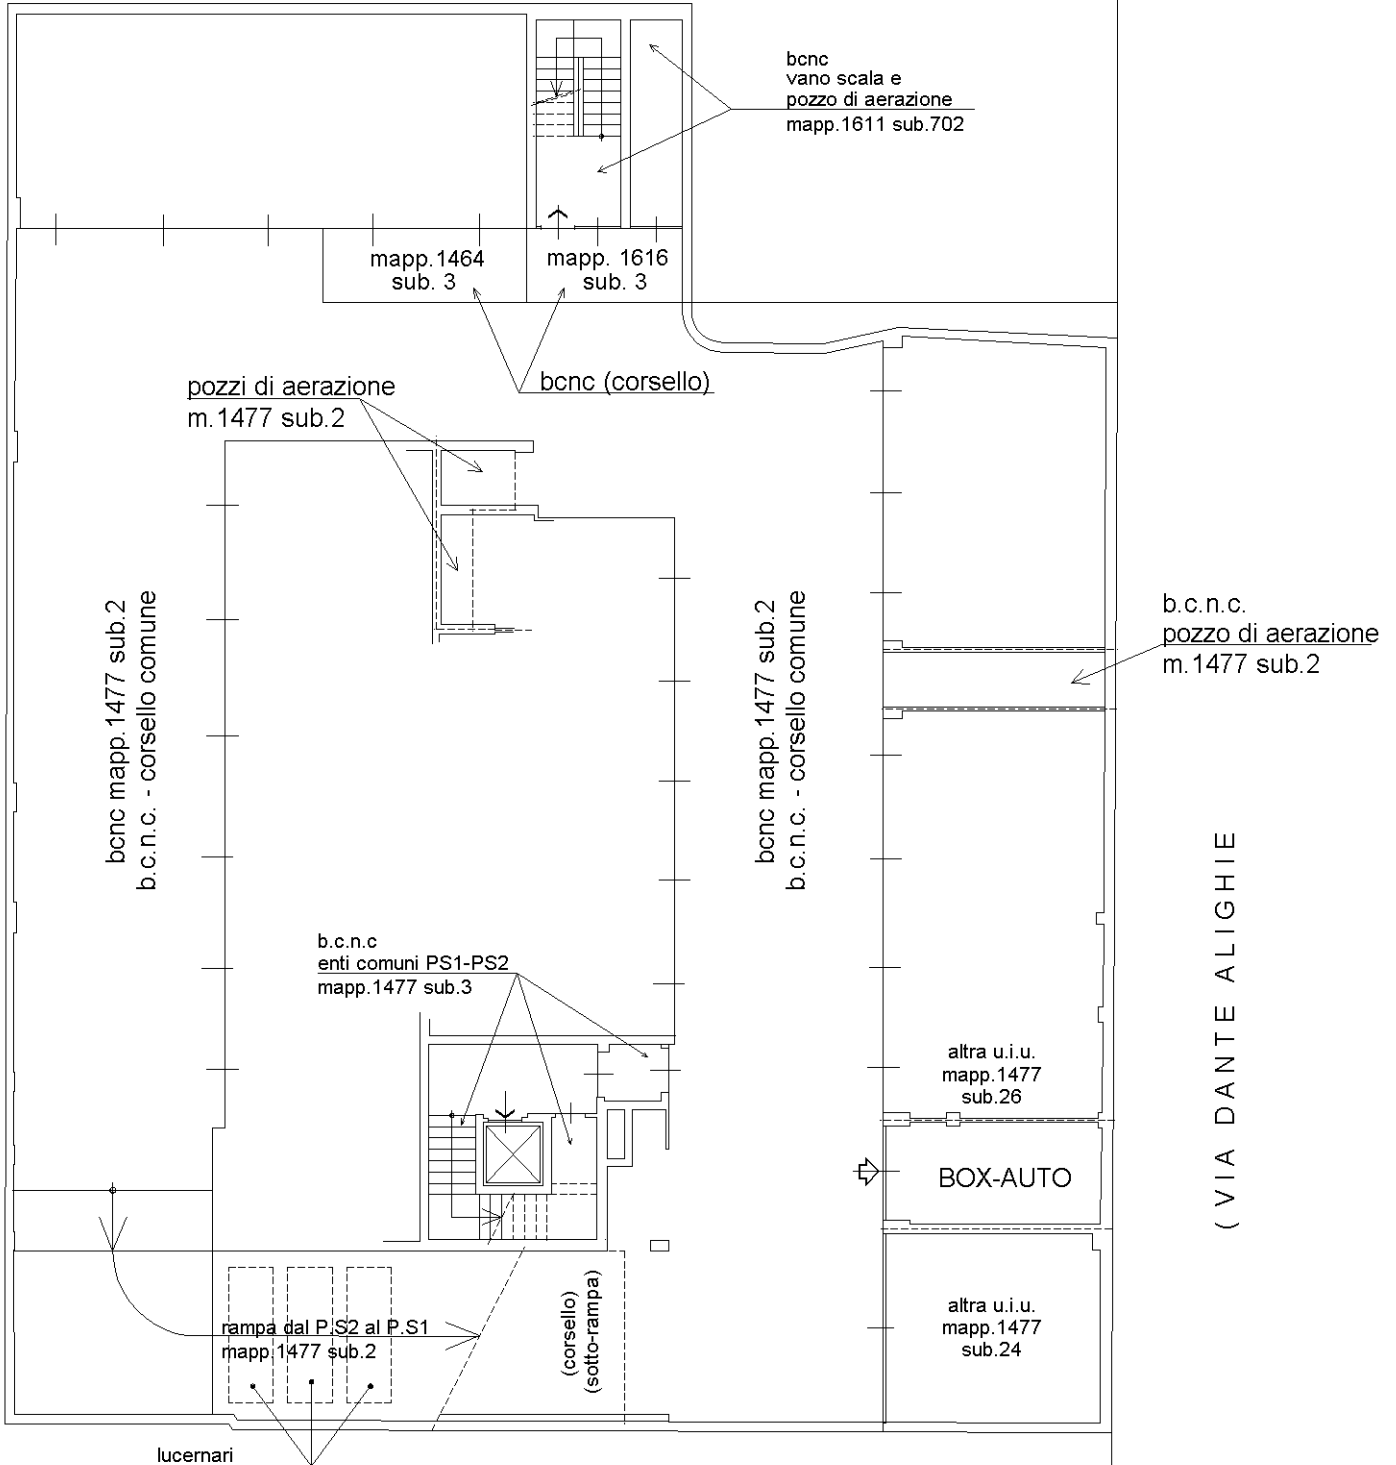 bcnc
vano scala e
pozzo di aerazione
mapp.1611 sub.702
mapp.1464
sub. 3
mapp. 1616
sub. 3
bcnc (corsello)
pozzi di aerazione
m.1477 sub.2
bcnc mapp.1477 sub.2
b.c.n.c. - corsello comune
bcnc mapp.1477 sub.2
b.c.n.c. - corsello comune
b.c.n.c.
pozzo di aerazione
m.1477 sub.2
( VIA DANTE ALIGHIE
b.c.n.c
enti comuni PS1-PS2
mapp.1477 sub.3
altra u.i.u.
mapp.1477
sub.26
BOX-AUTO
altra u.i.u.
mapp.1477
sub.24
(corsello)
(sotto-rampa)
rampa dal P.S2 al P.S1
mapp.1477 sub.2
lucernari